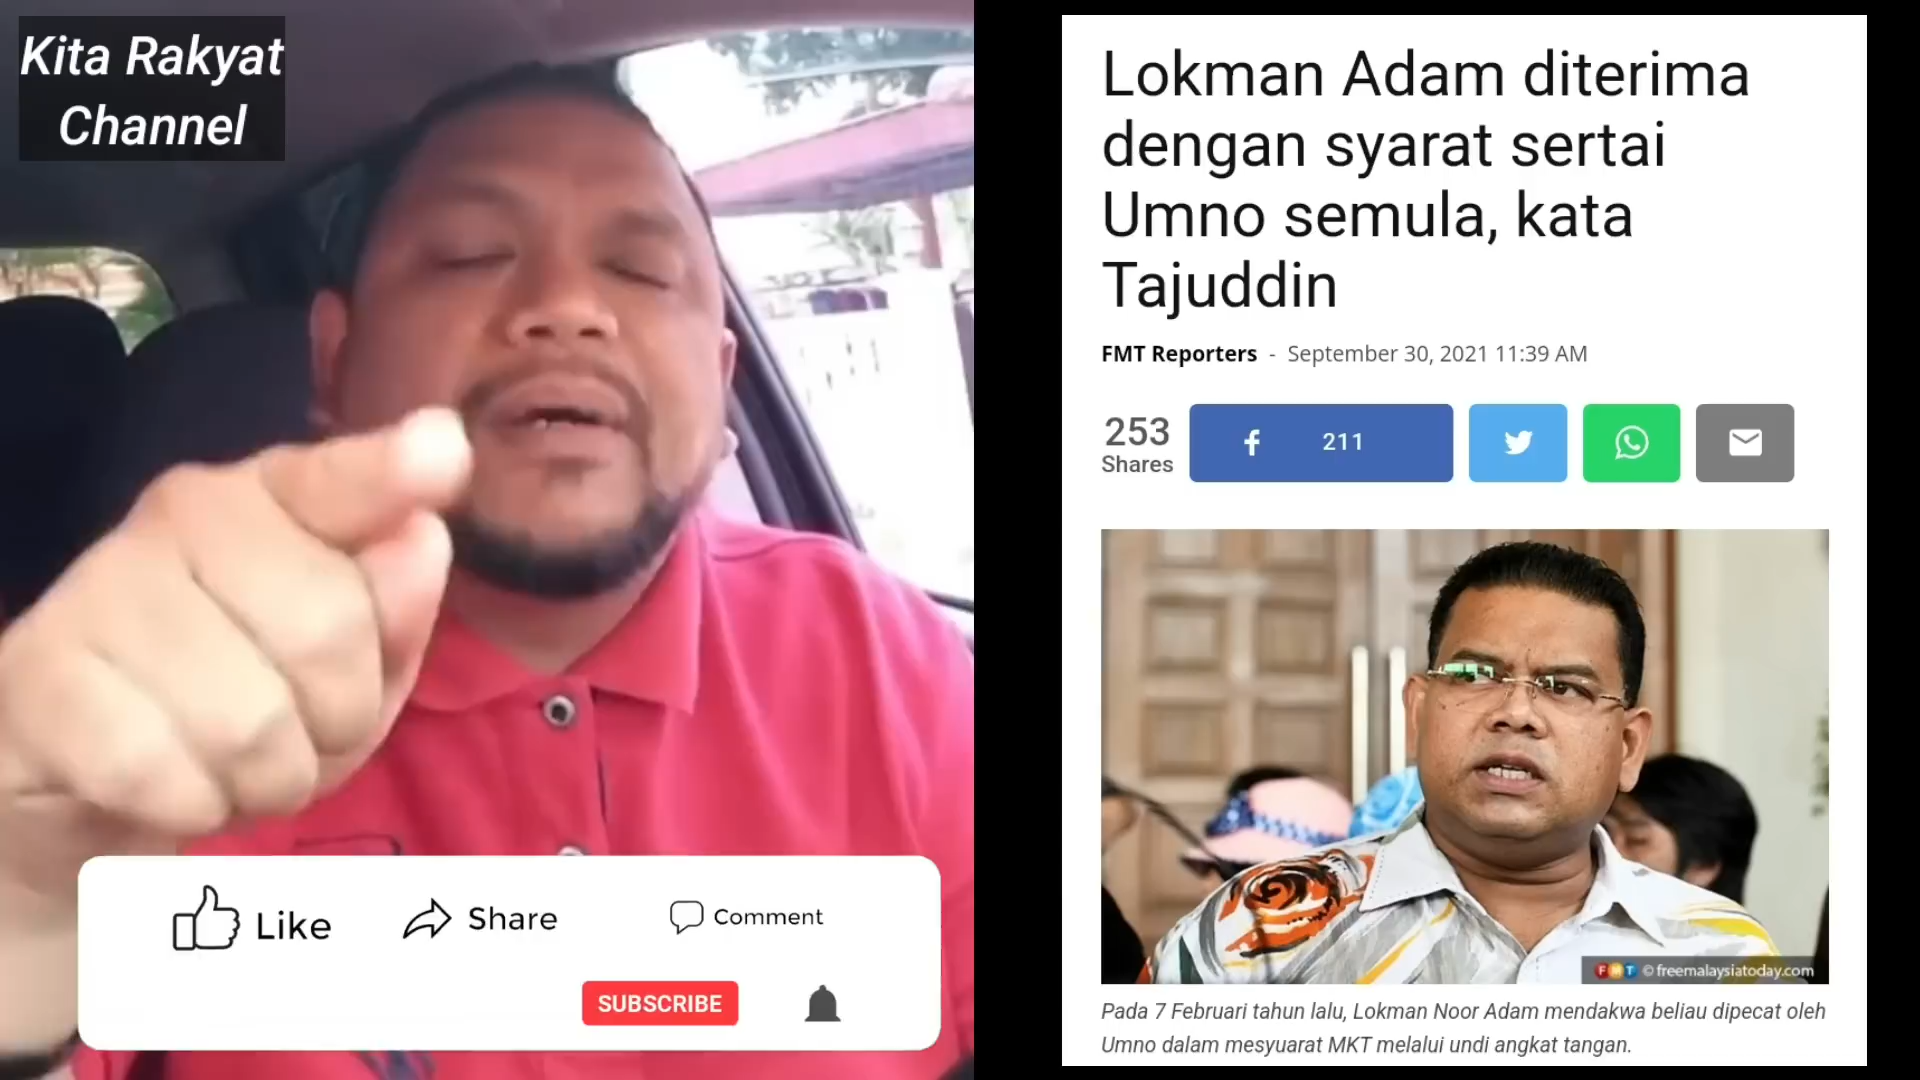 Kita Rakyat
Channel
Like
Share
Comment
SUBSCRIBE
Lokman Adam diterima
dengan syarat sertai
Umno semula, kata
Tajuddin
FMT Reporters - September 30, 2021 11:39 AM
253
Shares
211
FMT © freemalaysiatoday.com
Pada 7 Februari tahun lalu, Lokman Noor Adam mendakwa beliau dipecat oleh
Umno dalam mesyuarat MKT melalui undi angkat tangan.